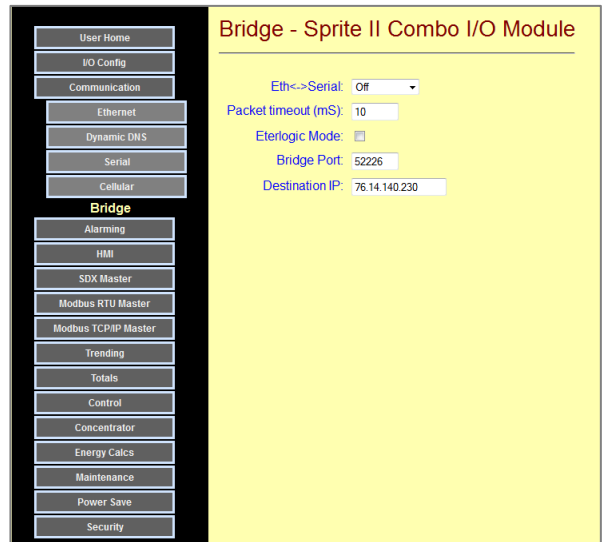 Bridge - Sprite II Combo I/O Module
User Home
I/O Config
Communication
Ethernet
Dynamic DNS
Serial
Cellular
Bridge
Alarming
HMI
SDX Master
Modbus RTU Master
Modbus TCP/IP Master
Trending
Totals
Control
Concentrator
Energy Calcs
Maintenance
Power Save
Security
Eth<->Serial: Off
Packet timeout (mS): 10
Eterlogic Mode:
Bridge Port: 52226
Destination IP: 76.14.140.230